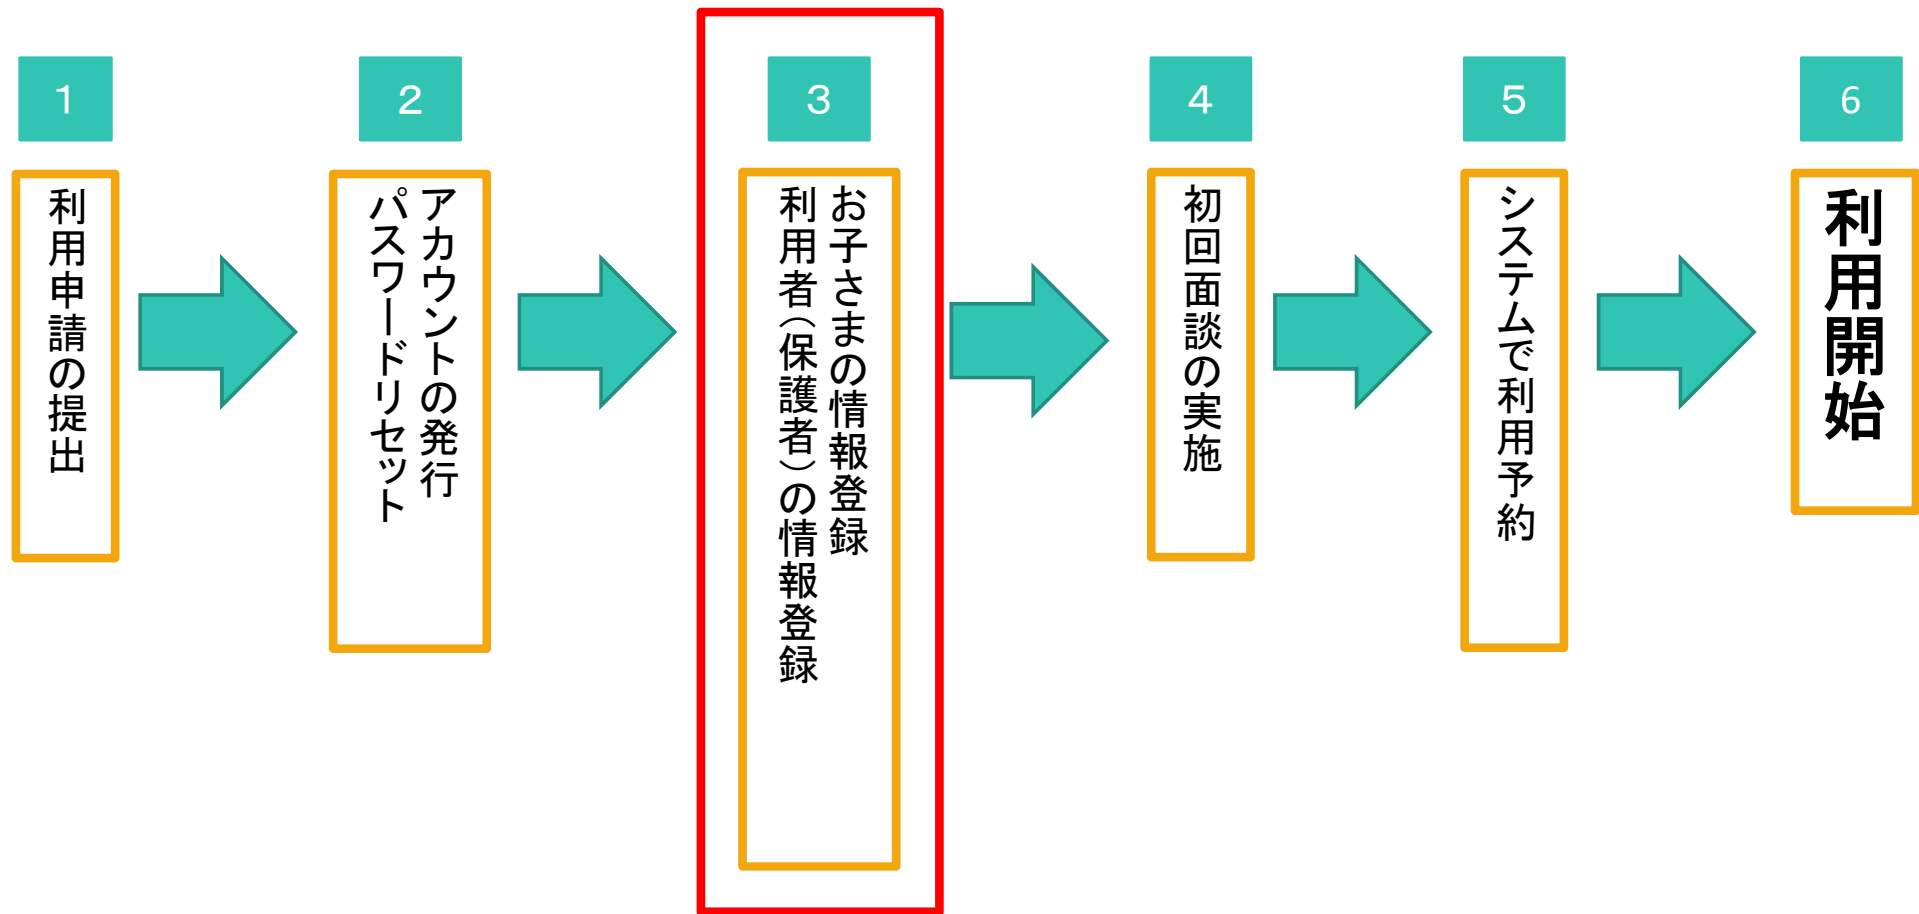 １
利用申請の提出
２
アカウントの発行
パスワードリセット
３
お子さまの情報登録
利用者（保護者）の情報登録
４
初回面談の実施
５
システムで利用予約
６
利用開始